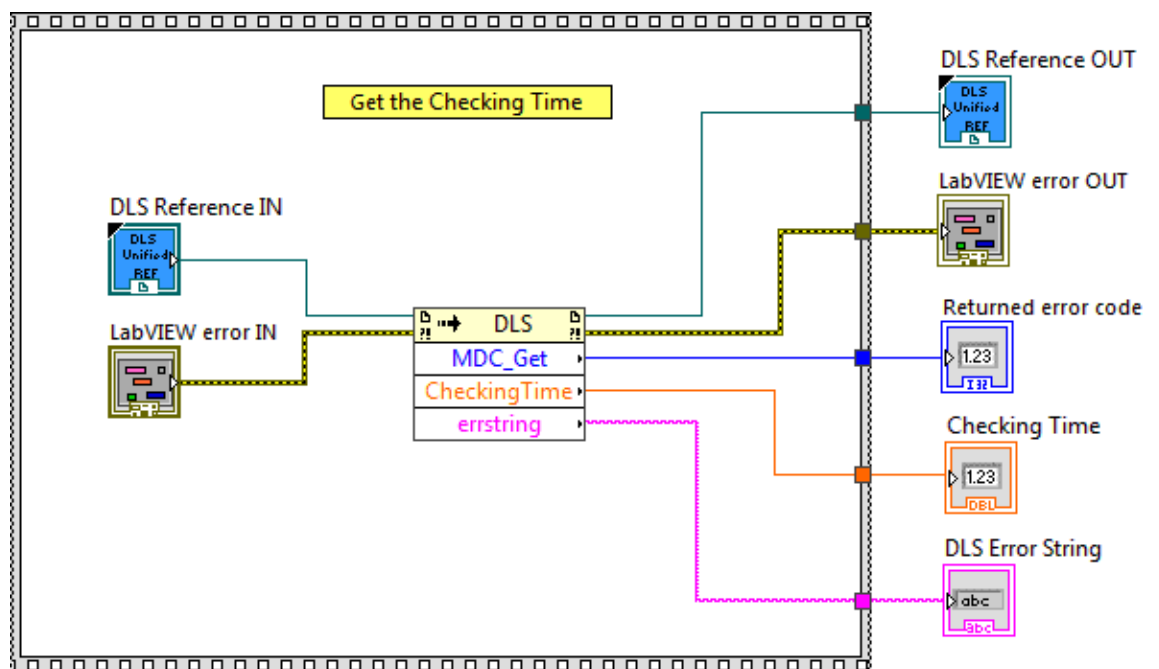 Get the Checking Time
DLS Reference OUT
DLS
Unified
REF
LabVIEW error OUT
DLS Reference IN
DLS
Unified
REF
LabVIEW error IN
?!
DLS
?!
MDC_Get
CheckingTime
errstring
Returned error code
1.23
I32
Checking Time
1.23
DBL
DLS Error String
abc
abc